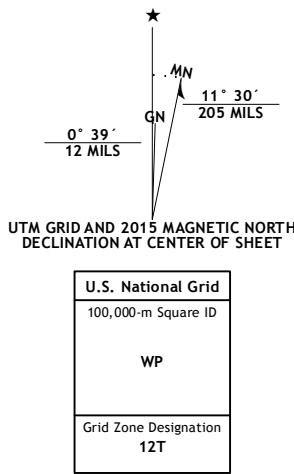 ★
MN
GN
11° 30´
205 MILS
0° 39´
12 MILS
UTM GRID AND 2015 MAGNETIC NORTH
DECLINATION AT CENTER OF SHEET
U.S. National Grid
100,000-m Square ID
WP
Grid Zone Designation
12T